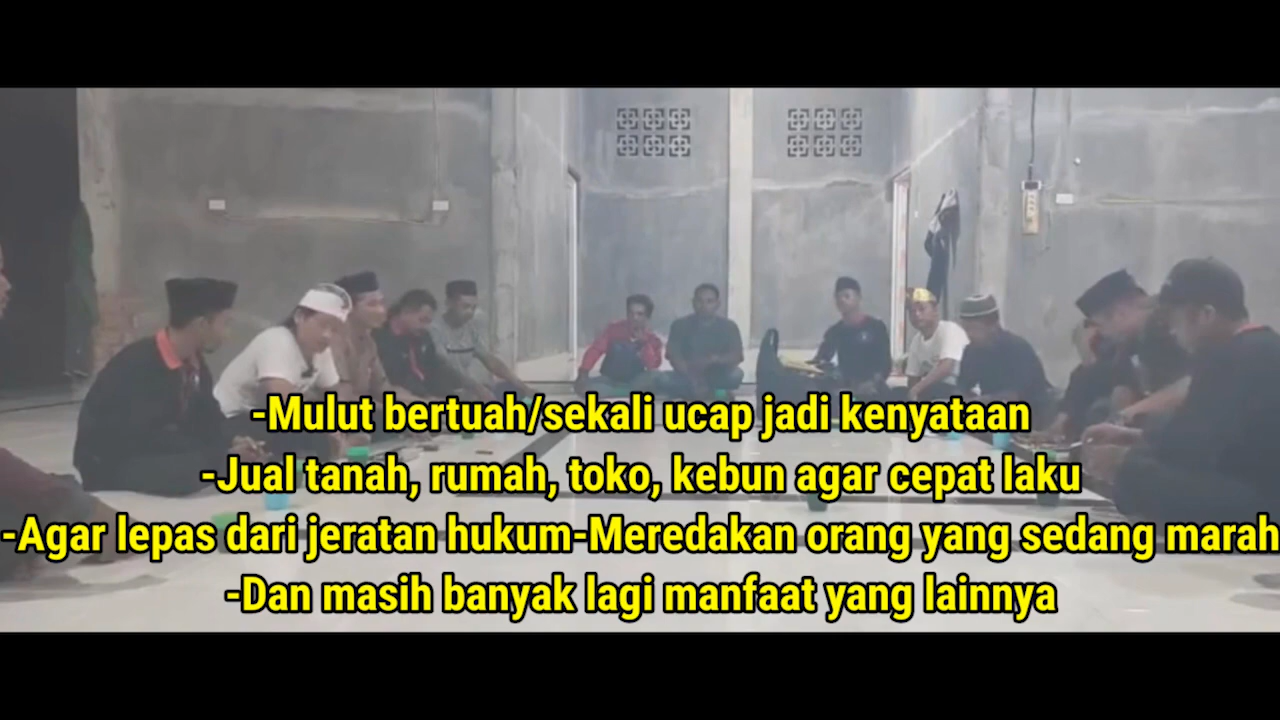 -Mulut bertuah/sekali ucap jadi kenyataan
-Jual tanah, rumah, toko, kebun agar cepat laku
-Agar lepas dari jeratan hukum-Meredakan orang yang sedang marah
-Dan masih banyak lagi manfaat yang lainnya